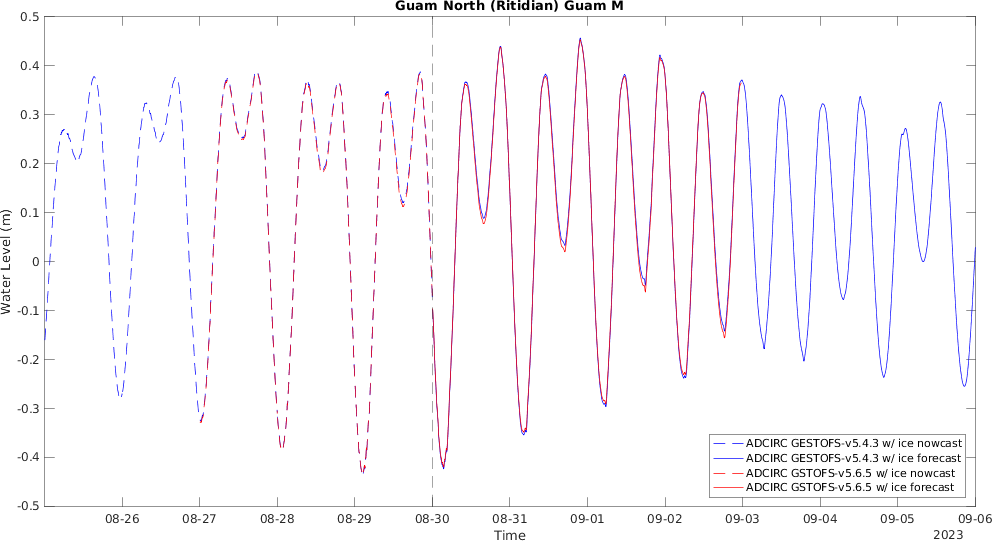 Guam North (Ritidian) Guam M
0.5
0.4
0.3
0.2
0.1
0
-0.1
-0.2
-0.3
-0.4
-0.5
Water Level (m)
ADCIRC GESTOFS-v5.4.3 w/ ice nowcast
ADCIRC GESTOFS-v5.4.3 w/ ice forecast
ADCIRC GSTOFS-v5.6.5 w/ ice nowcast
ADCIRC GSTOFS-v5.6.5 w/ ice forecast
08-26 08-27 08-28 08-29 08-30 08-31 09-01 09-02 09-03 09-04 09-05 09-06
Time
2023